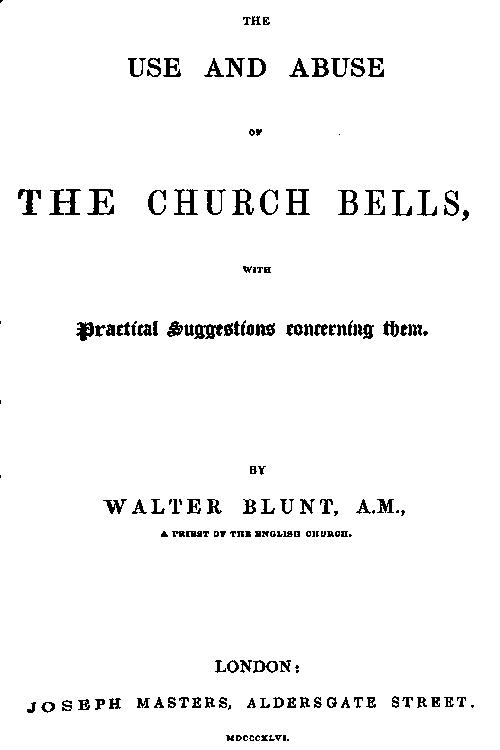 THE
USE AND ABUSE
OF
THE CHURCH BELLS,
WITH
Practical Suggestions concerning them.
BY
WALTER BLUNT, A.M.,
A PRIEST OF THE ENGLISH CHURCH.
LONDON:
JOSEPH MASTERS, ALDERSGATE STREET.
MDCCCXLVI.